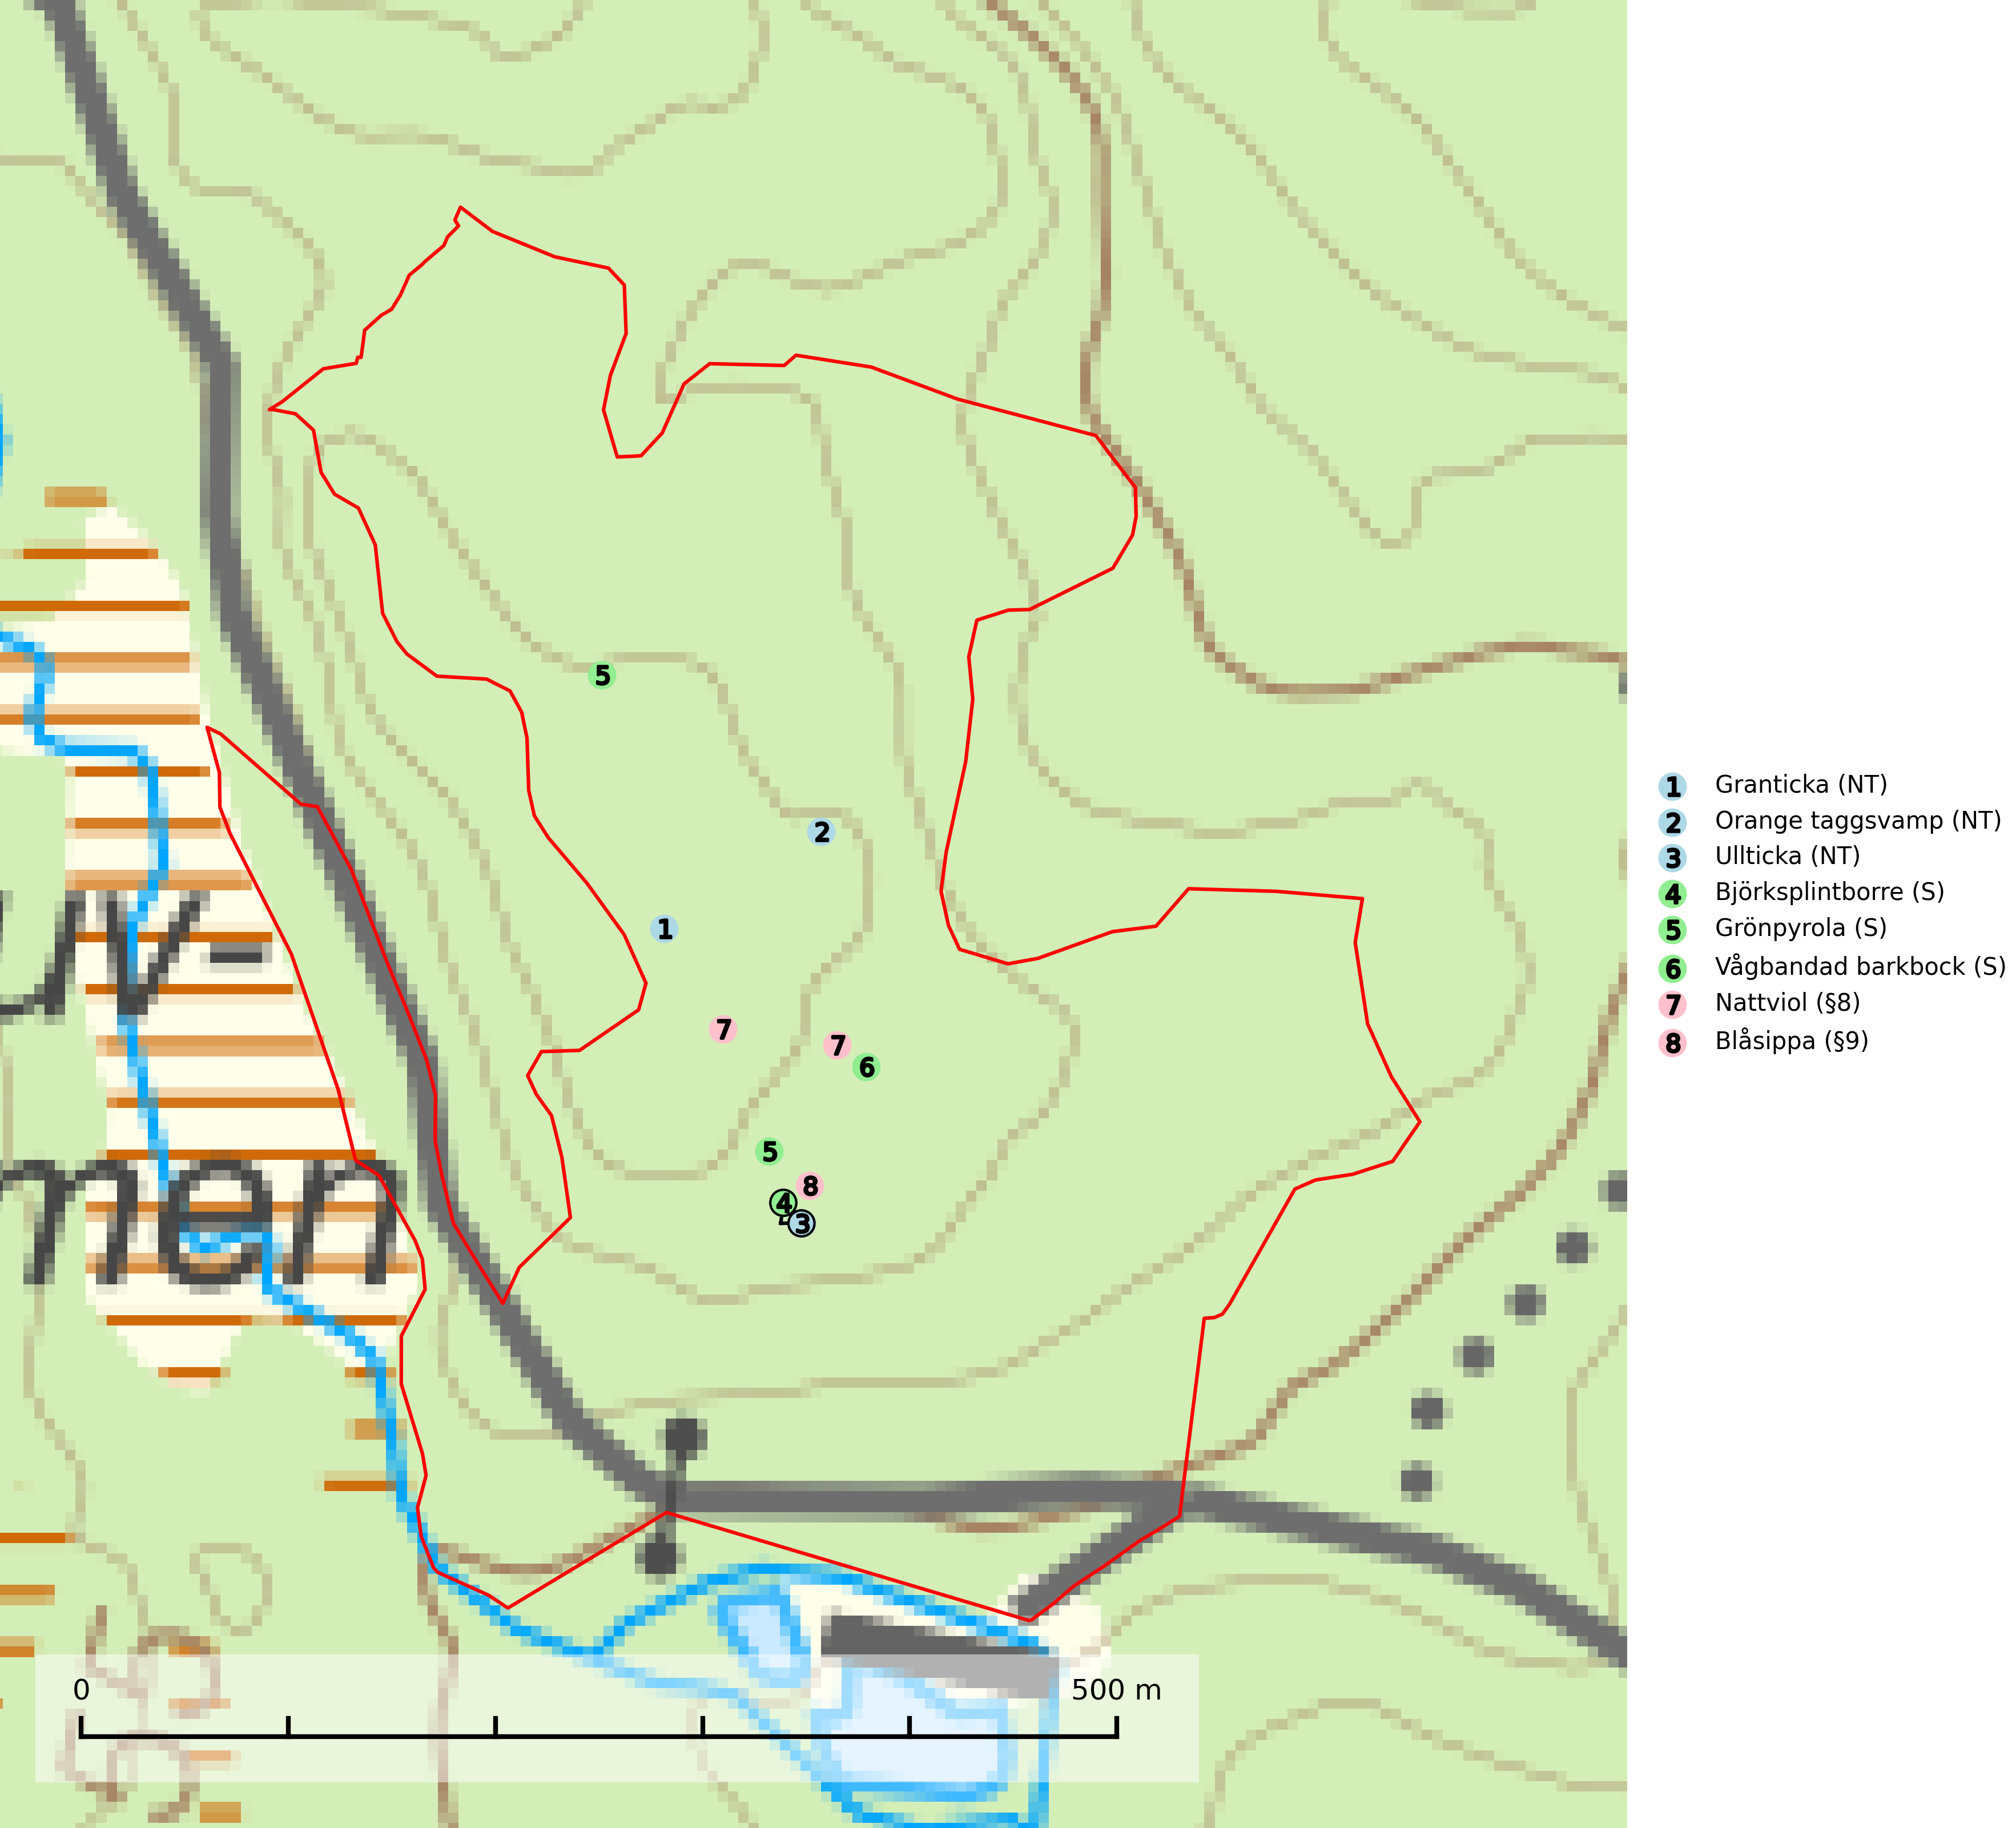 5
2
1
7
7
6
5
8
4
3
men
0
500 m
1 Granticka (NT)
2 Orange taggsvamp (NT)
3 Ullticka (NT)
4 Björksplintborre (S)
5 Grönpyrola (S)
6 Vågbandad barkbock (S)
7 Nattviol (§8)
8 Blåsippa (§9)